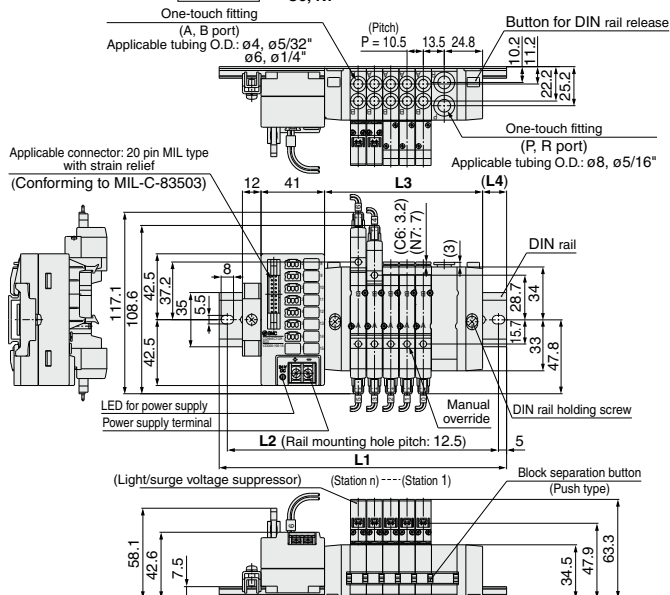 One-touch fitting
(A, B port)
Applicable tubing O.D.: ø4, ø5/32"
ø6, ø1/4"
(Pitch)
P = 10.5
13.5
24.8
Button for DIN rail release
10.2
11.2
22.2
25.2
One-touch fitting
(P, R port)
Applicable tubing O.D.: ø8, ø5/16"
Applicable connector: 20 pin MIL type
with strain relief
(Conforming to MIL-C-83503)
12
41
L3
(L4)
(C6: 3.2)
(N7: 7)
(3)
DIN rail
117.1
108.6
42.5
37.2
35
8
5.5
42.5
28.7
34
15.7
33
47.8
LED for power supply
Power supply terminal
Manual
override
DIN rail holding screw
L2 (Rail mounting hole pitch: 12.5)
5
L1
(Light/surge voltage suppressor)
(Station n) ---- (Station 1)
Block separation button
(Push type)
58.1
42.6
7.5
34.5
47.9
63.3